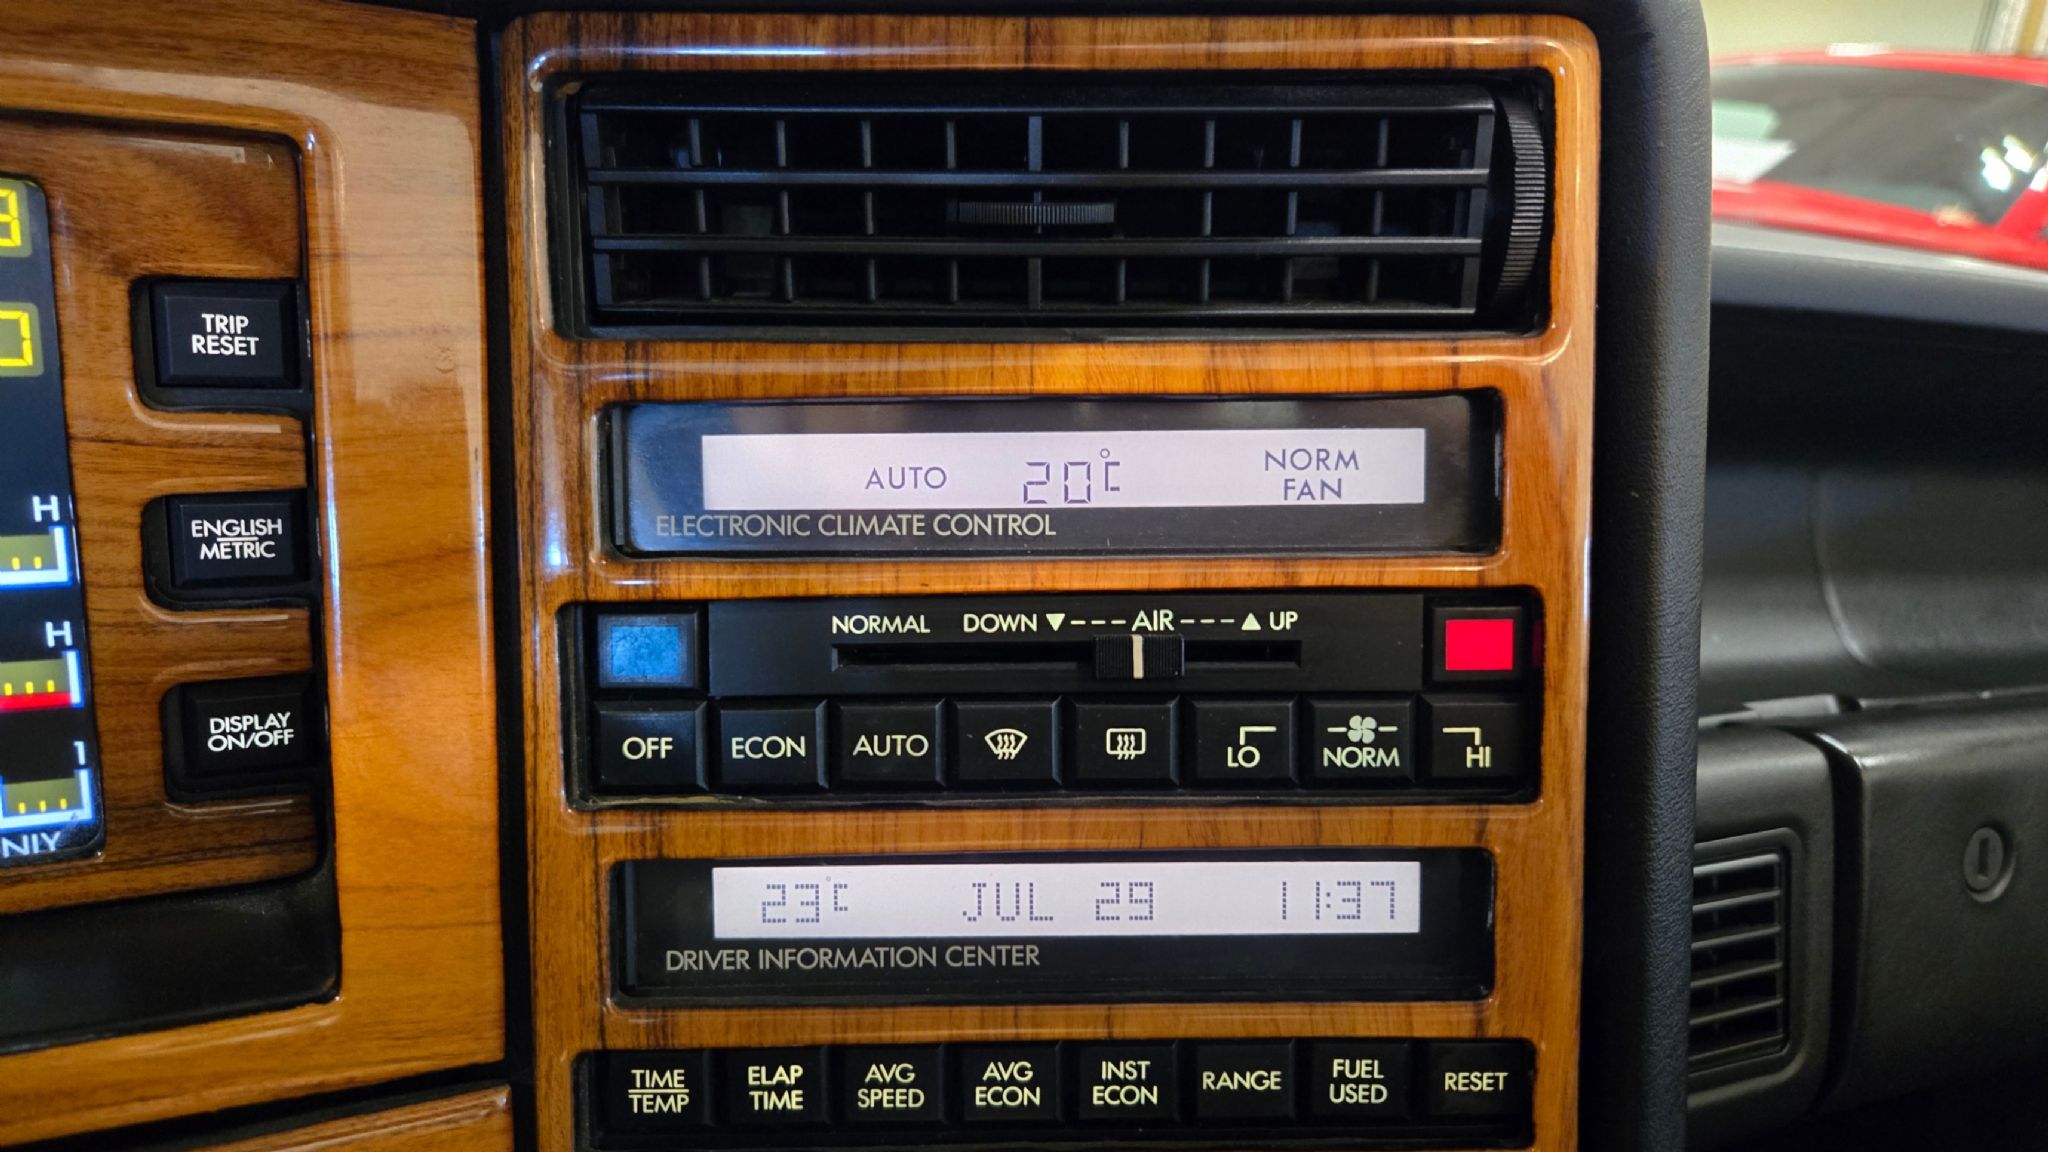 TRIP
RESET
ENGLISH
METRIC
DISPLAY
ON/OFF
H
H
1
AUTO 20°C NORM
FAN
ELECTRONIC CLIMATE CONTROL
NORMAL DOWN ▼---AIR---▲ UP
OFF ECON AUTO LO NORM HI
23°C JUL 29 11:37
DRIVER INFORMATION CENTER
TIME
TEMP
ELAP
TIME
AVG
SPEED
AVG
ECON
INST
ECON
RANGE
FUEL
USED
RESET